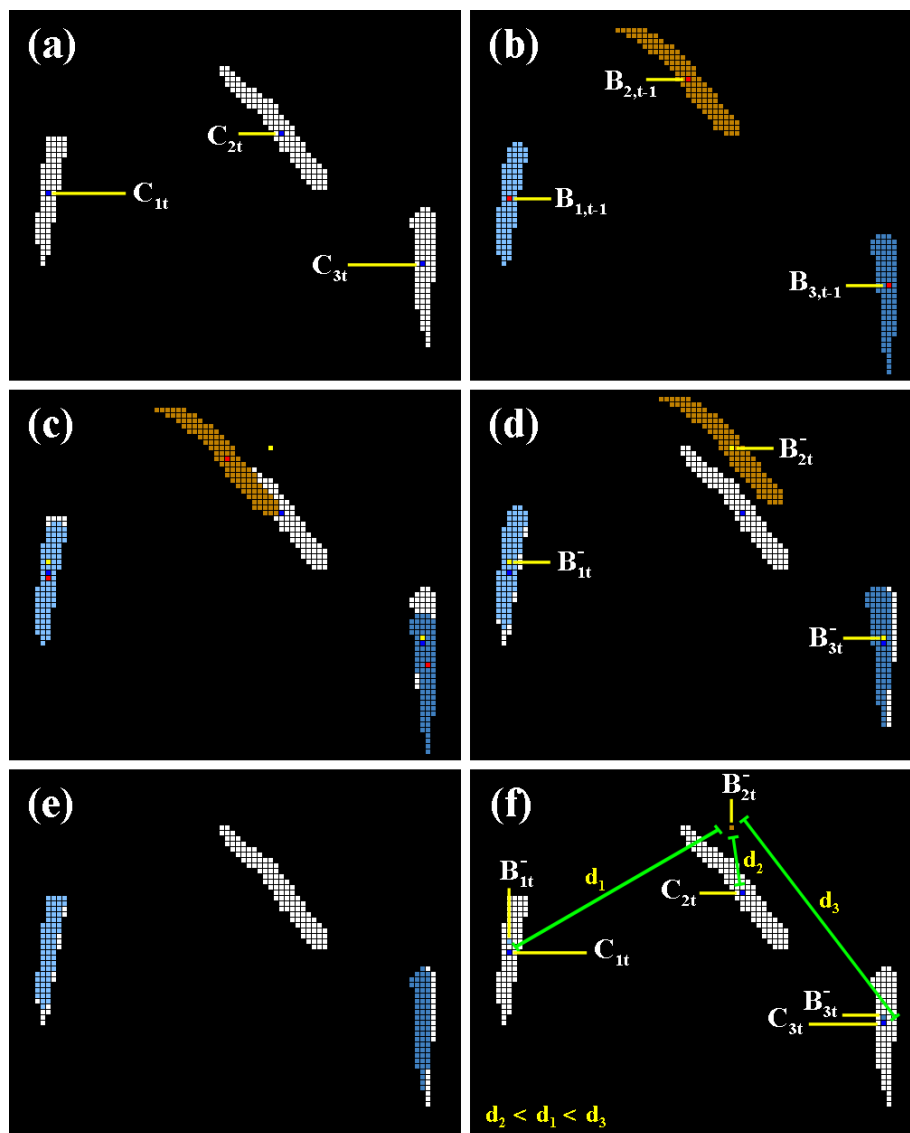 (a)
C2t
C1t
C3t
(b)
B2,t-1
B1,t-1
B3,t-1
(c)
(d)
B⁻2t
B⁻1t
B⁻3t
(e)
(f)
B⁻2t
B⁻1t
d1
d2
C2t
d3
C1t
B⁻3t
C3t
d2 < d1 < d3